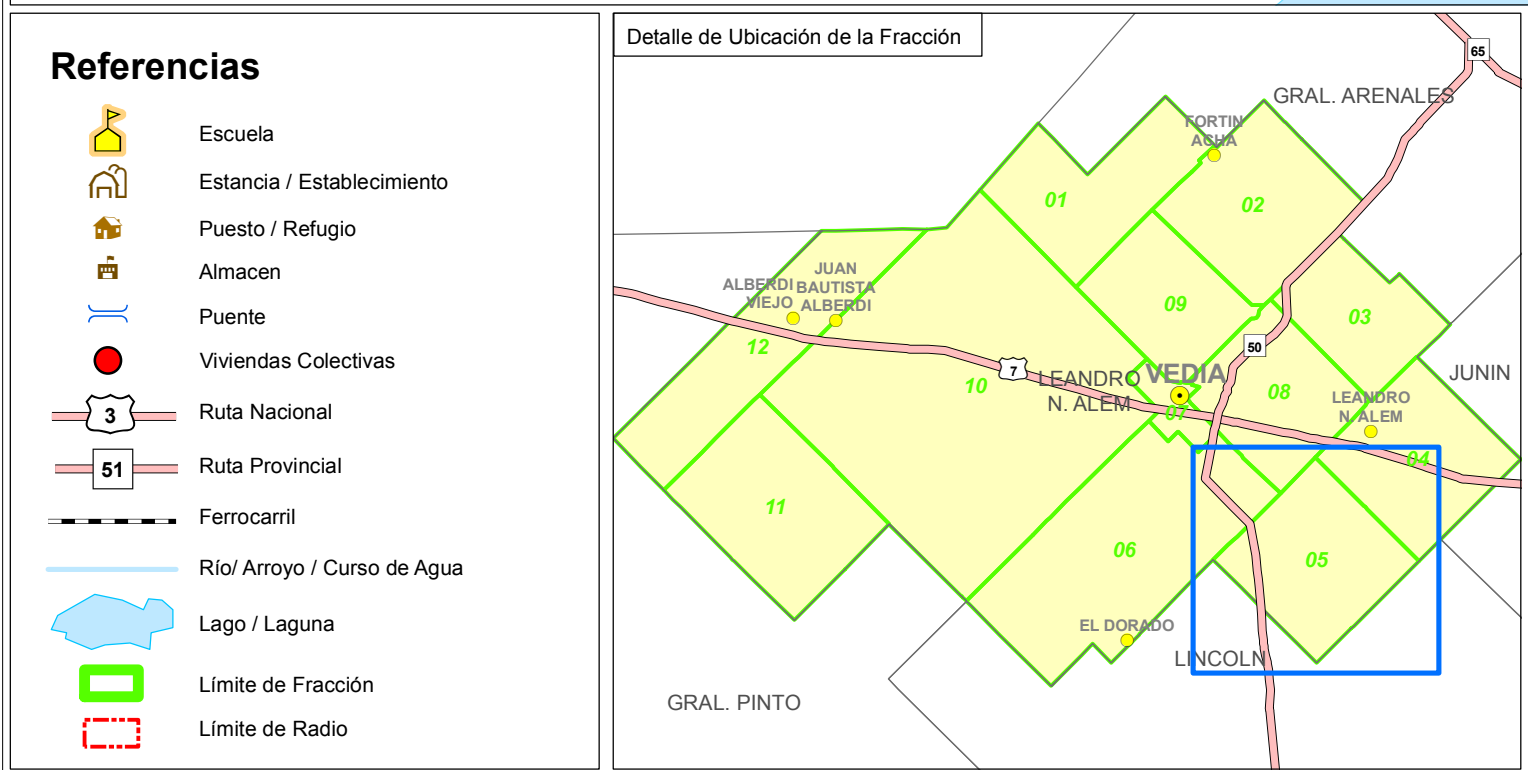 Referencias
Escuela
Estancia / Establecimiento
Puesto / Refugio
Almacen
Puente
Viviendas Colectivas
3
Ruta Nacional
51
Ruta Provincial
Ferrocarril
Río/ Arroyo / Curso de Agua
Lago / Laguna
Límite de Fracción
Límite de Radio
Detalle de Ubicación de la Fracción
65
GRAL. ARENALES
FORTIN
ACHA
01
02
JUAN
BAUTISTA
ALBERDI
ALBERDI
VIEJO
12
09
03
50
7
10
LEANDRO
N. ALEM
VEDIA
07
08
JUNIN
LEANDRO
N. ALEM
04
11
06
05
EL DORADO
LINCOLN
GRAL. PINTO